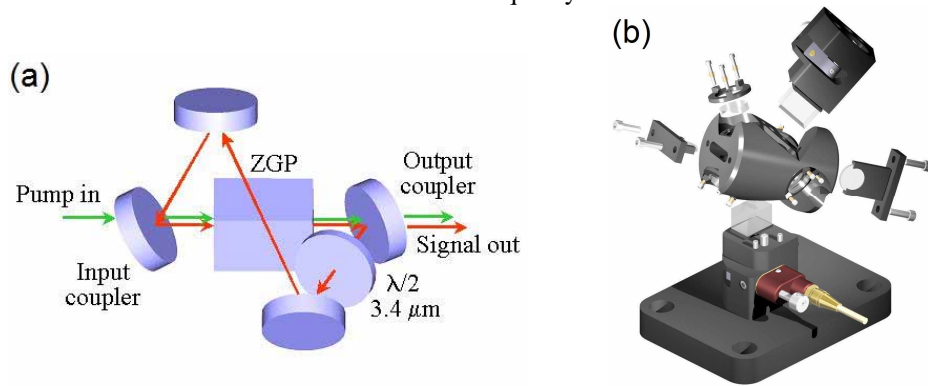 (a)
ZGP
Pump in
Output
coupler
Signal out
Input
coupler
λ/2
3.4 μm
(b)